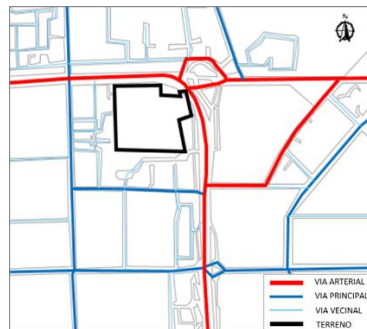 N
VIA ARTERIAL
VIA PRINCIPAL
VIA VECINAL
TERRENO